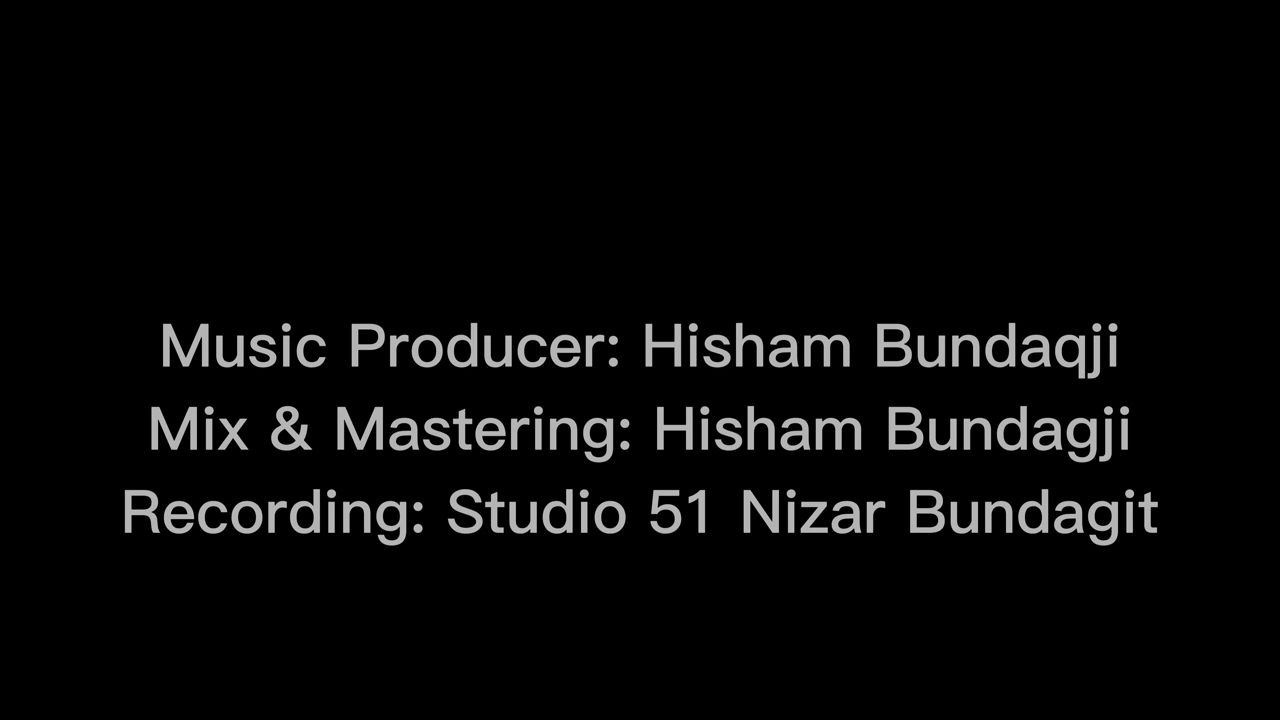 Music Producer: Hisham Bundaqji
Mix & Mastering: Hisham Bundagji
Recording: Studio 51 Nizar Bundagit